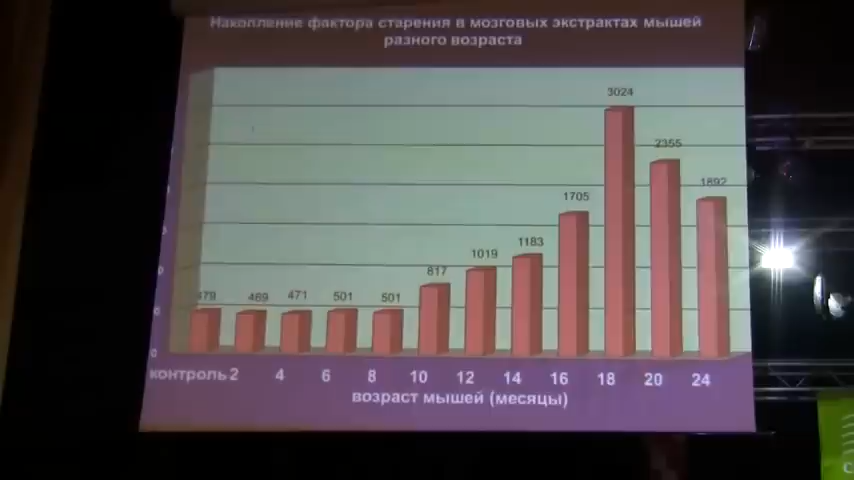 Накопление фактора старения в мозговых экстрактах мышей
разного возраста
3024
2355
1892
1705
1183
1019
817
479 469 471 501 501
контроль 2 4 6 8 10 12 14 16 18 20 24
возраст мышей (месяцы)